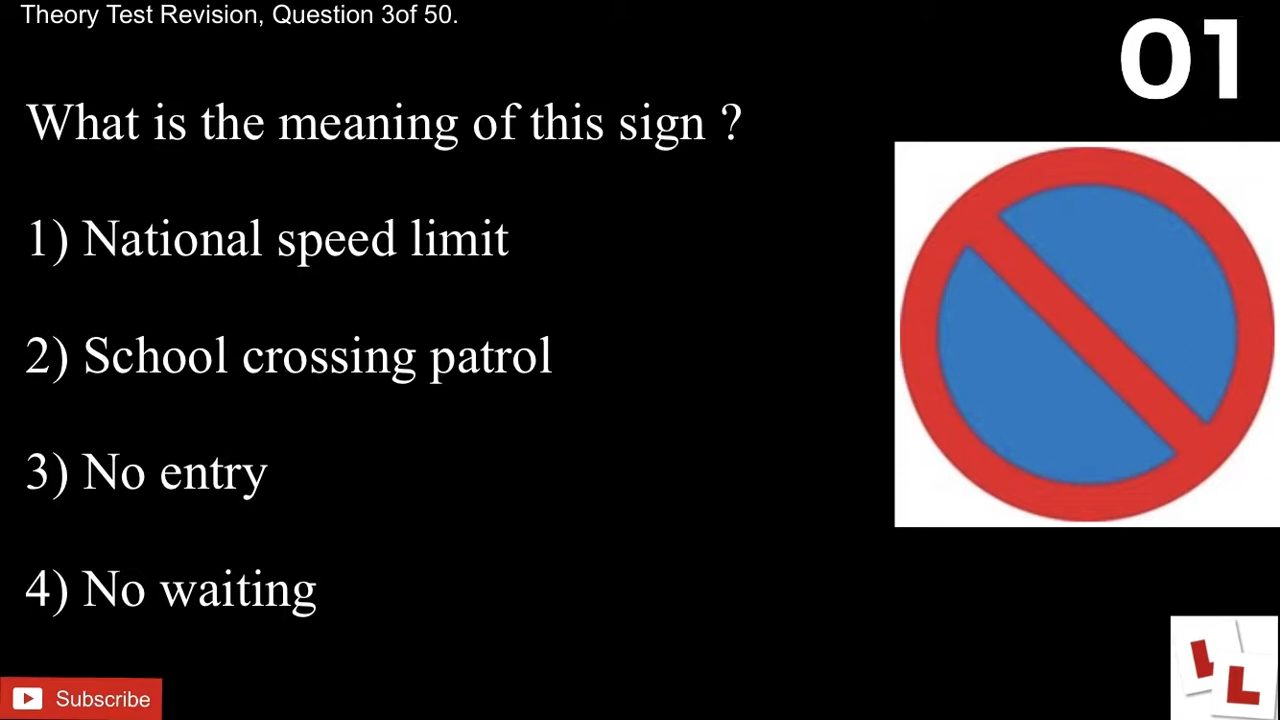 Theory Test Revision, Question 3of 50.
01
What is the meaning of this sign ?
1) National speed limit
2) School crossing patrol
3) No entry
4) No waiting
L
L
Subscribe